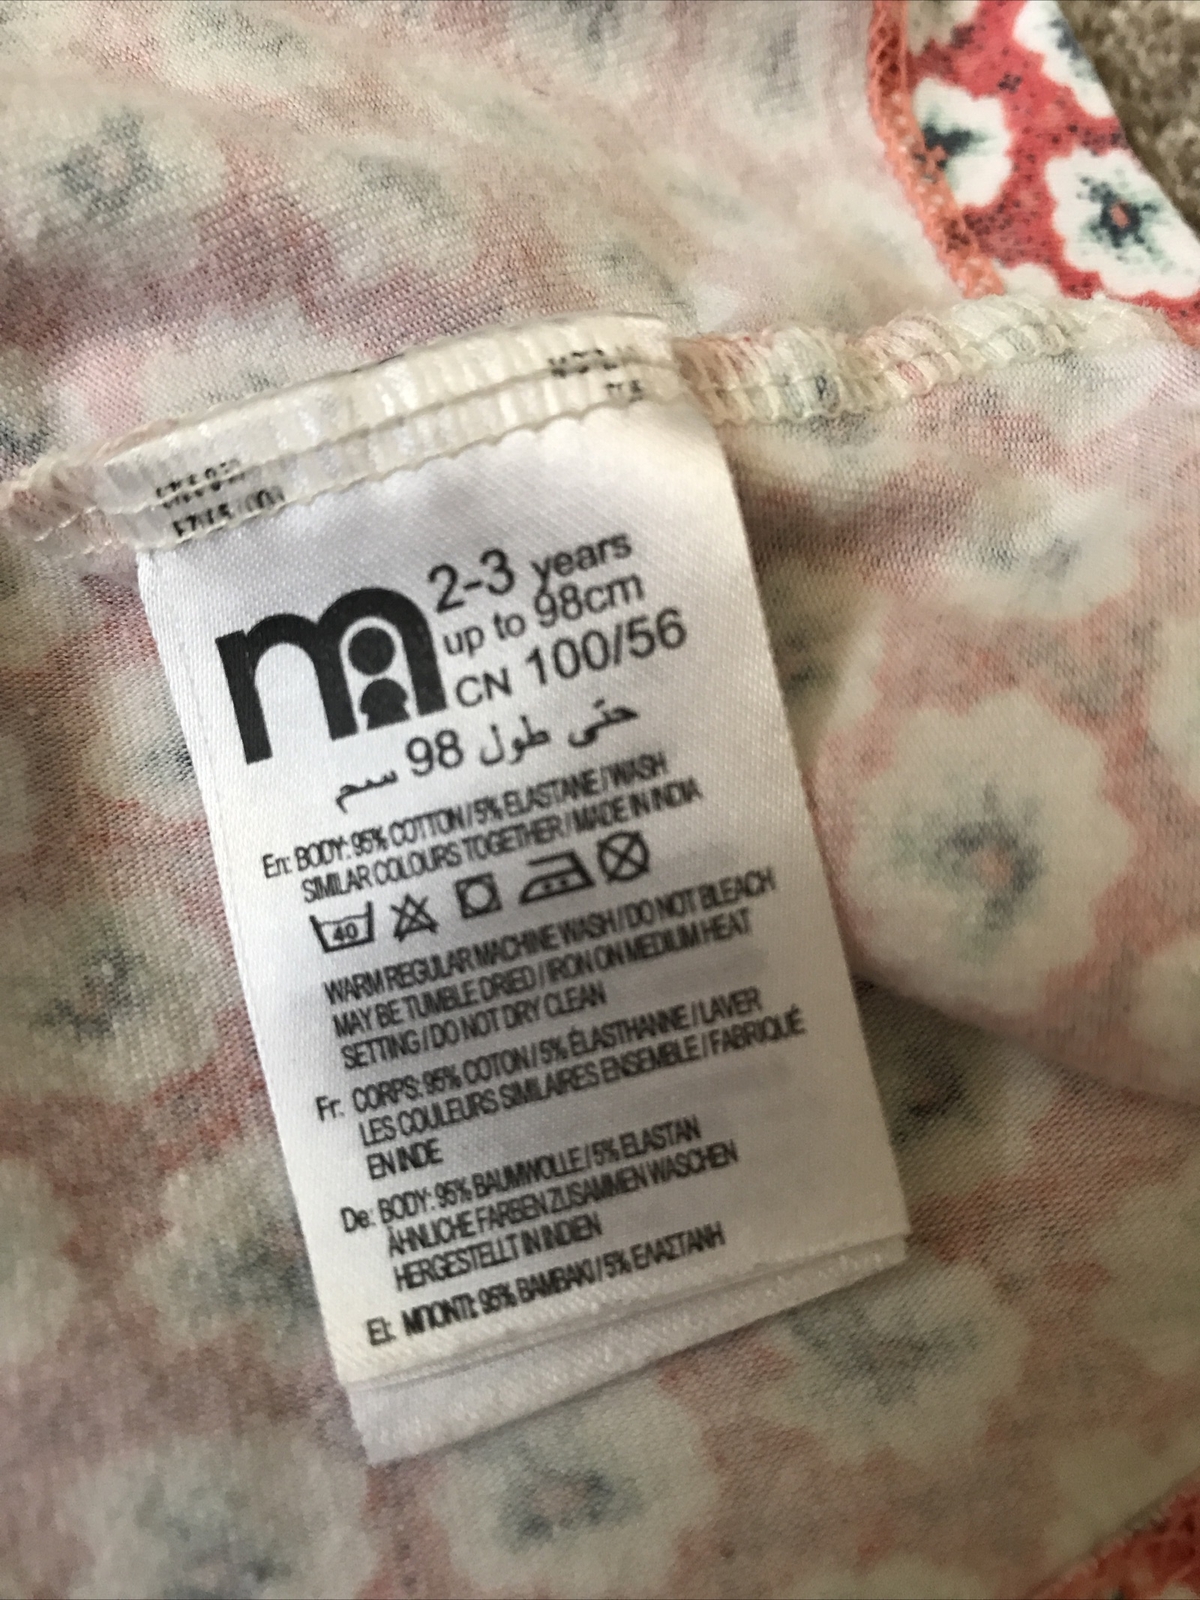 m 2-3 years
up to 98cm
CN 100/56
حتى طول 98 سم
En: BODY: 95% COTTON / 5% ELASTANE / WASH
SIMILAR COLOURS TOGETHER / MADE IN INDIA
40
WARM REGULAR MACHINE WASH / DO NOT BLEACH
MAY BE TUMBLE DRIED / IRON ON MEDIUM HEAT
SETTING / DO NOT DRY CLEAN
Fr: CORPS: 95% COTON / 5% ÉLASTHANNE / LAVER
LES COULEURS SIMILAIRES ENSEMBLE / FABRIQUÉ
EN INDE
De: BODY: 95% BAUMWOLLE / 5% ELASTAN
ÄHNLICHE FARBEN ZUSAMMEN WASCHEN
HERGESTELLT IN INDIEN
El: ΜΠΟΝΤΙ: 95% ΒΑΜΒΑΚΙ / 5% ΕΛΑΣΤΑΝΗ